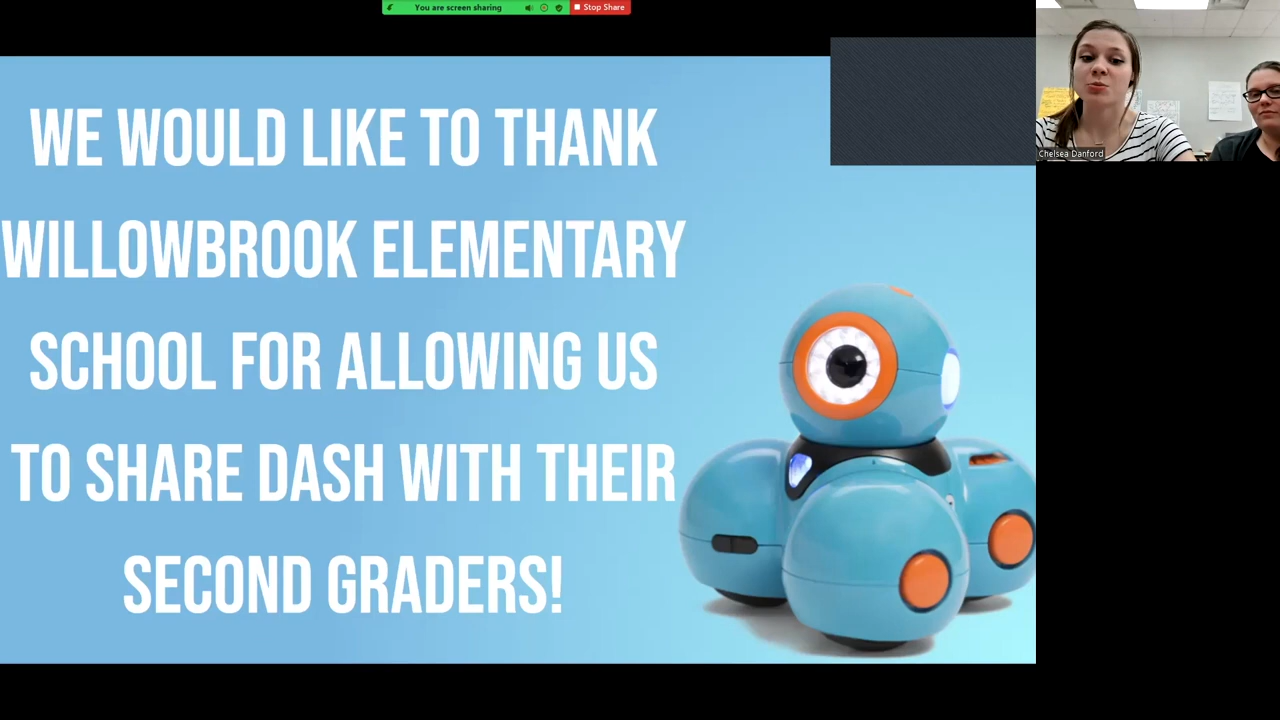 You are screen sharing
Stop Share
WE WOULD LIKE TO THANK
WILLOWBROOK ELEMENTARY
SCHOOL FOR ALLOWING US
TO SHARE DASH WITH THEIR
SECOND GRADERS!
Chelsea Danford